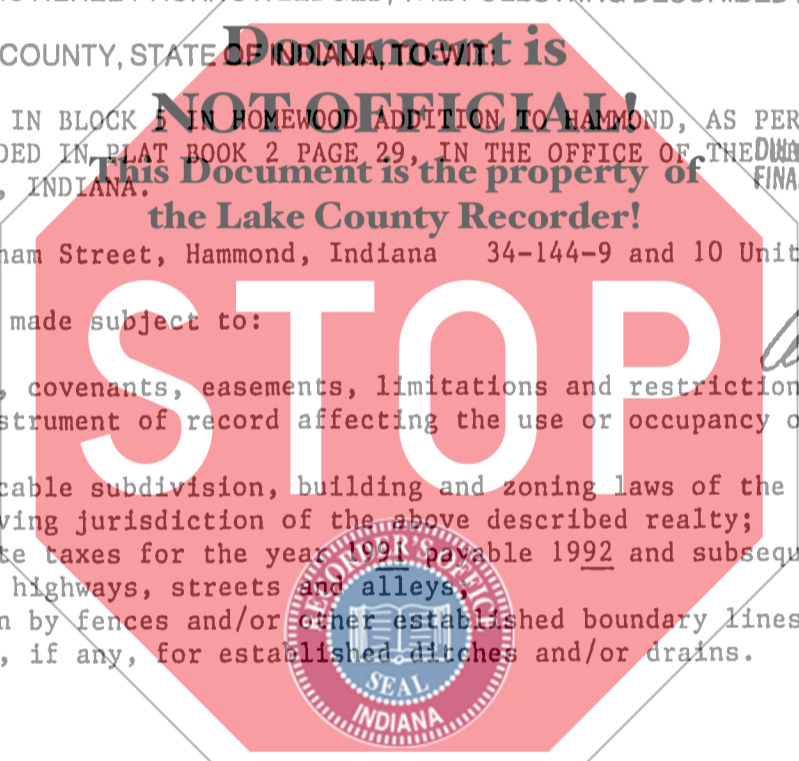 COUNTY, STATE OF INDIANA, TO-WIT:
Document is
NOT OFFICIAL!
This Document is the property of
the Lake County Recorder!
IN BLOCK 5 IN HOMEWOOD ADDITION TO HAMMOND, AS PER
DED IN PLAT BOOK 2 PAGE 29, IN THE OFFICE OF THE
, INDIANA.
FINA
ham Street, Hammond, Indiana 34-144-9 and 10 Unit
made subject to:
STOP
, covenants, easements, limitations and restriction
strument of record affecting the use or occupancy o
cable subdivision, building and zoning laws of the
ving jurisdiction of the above described realty;
te taxes for the year 1991 payable 1992 and subsequ
highways, streets and alleys;
n by fences and/or other established boundary lines
, if any, for established ditches and/or drains.
RECORDER'S OFFICE
SEAL
INDIANA